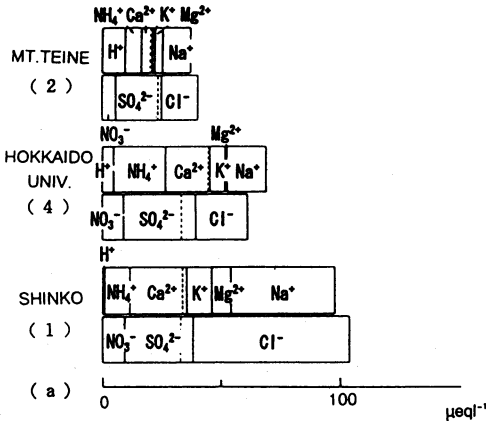 NH₄⁺ Ca²⁺ K⁺ Mg²⁺
MT.TEINE
(2)
H⁺ Na⁺
SO₄²⁻ Cl⁻
NO₃⁻ Mg²⁺
HOKKAIDO
UNIV.
(4)
H⁺ NH₄⁺ Ca²⁺ K⁺ Na⁺
NO₃⁻ SO₄²⁻ Cl⁻
H⁺
SHINKO
(1)
NH₄⁺ Ca²⁺ K⁺ Mg²⁺ Na⁺
NO₃⁻ SO₄²⁻ Cl⁻
(a)
0 100
μeql⁻¹